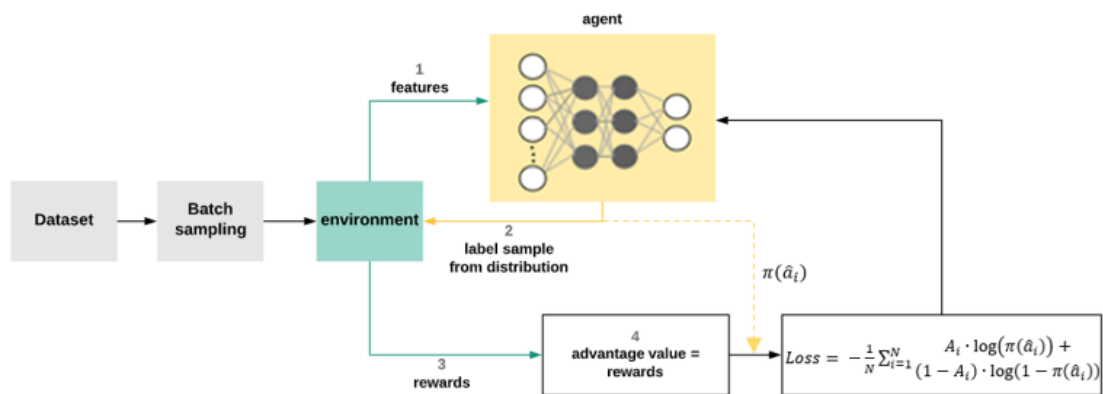 agent
1
features
Dataset
Batch
sampling
environment
2
label sample
from distribution
π(âᵢ)
3
rewards
4
advantage value =
rewards
Loss = −1/N ∑ᵢ₌₁ᴺ Aᵢ · log(π(âᵢ)) +
(1 − Aᵢ) · log(1 − π(âᵢ))